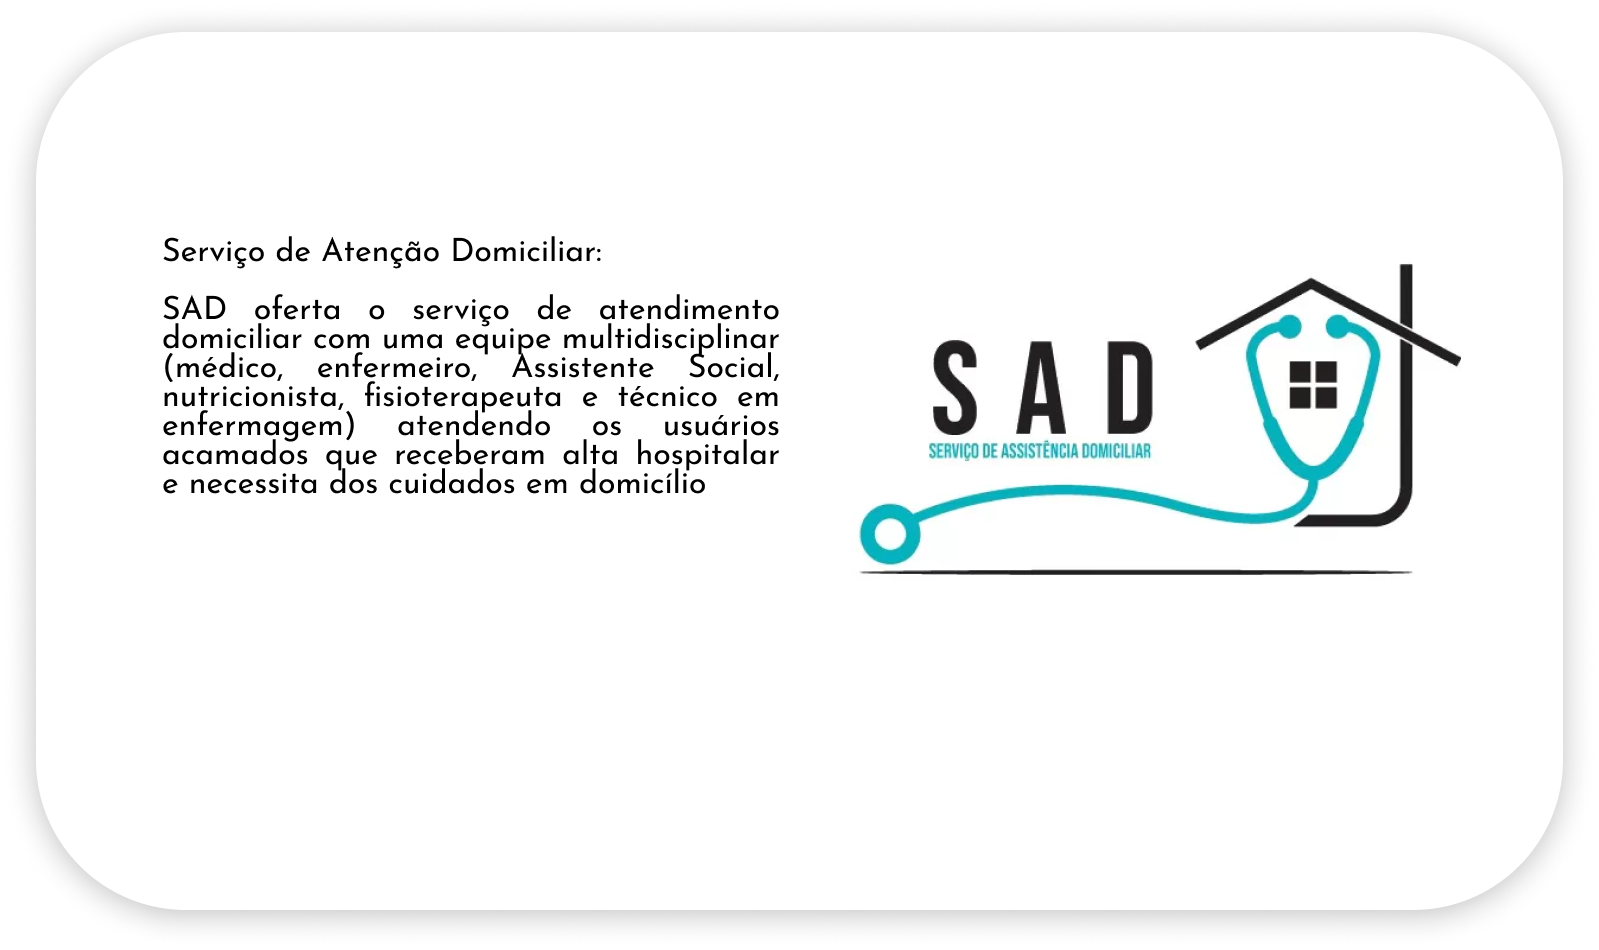 Serviço de Atenção Domiciliar:
SAD oferta o serviço de atendimento
domiciliar com uma equipe multidisciplinar
(médico, enfermeiro, Assistente Social,
nutricionista, fisioterapeuta e técnico em
enfermagem) atendendo os usuários
acamados que receberam alta hospitalar
e necessita dos cuidados em domicílio
SAD
SERVIÇO DE ASSISTÊNCIA DOMICILIAR